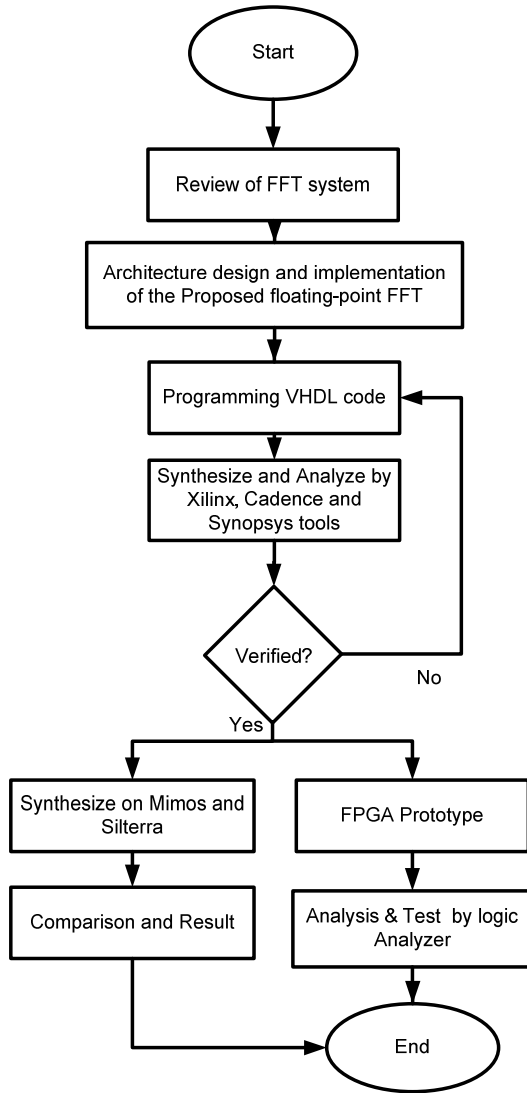 Start
Review of FFT system
Architecture design and implementation
of the Proposed floating-point FFT
Programming VHDL code
Synthesize and Analyze by
Xilinx, Cadence and
Synopsys tools
Verified?
No
Yes
Synthesize on Mimos and
Silterra
FPGA Prototype
Comparison and Result
Analysis & Test by logic
Analyzer
End